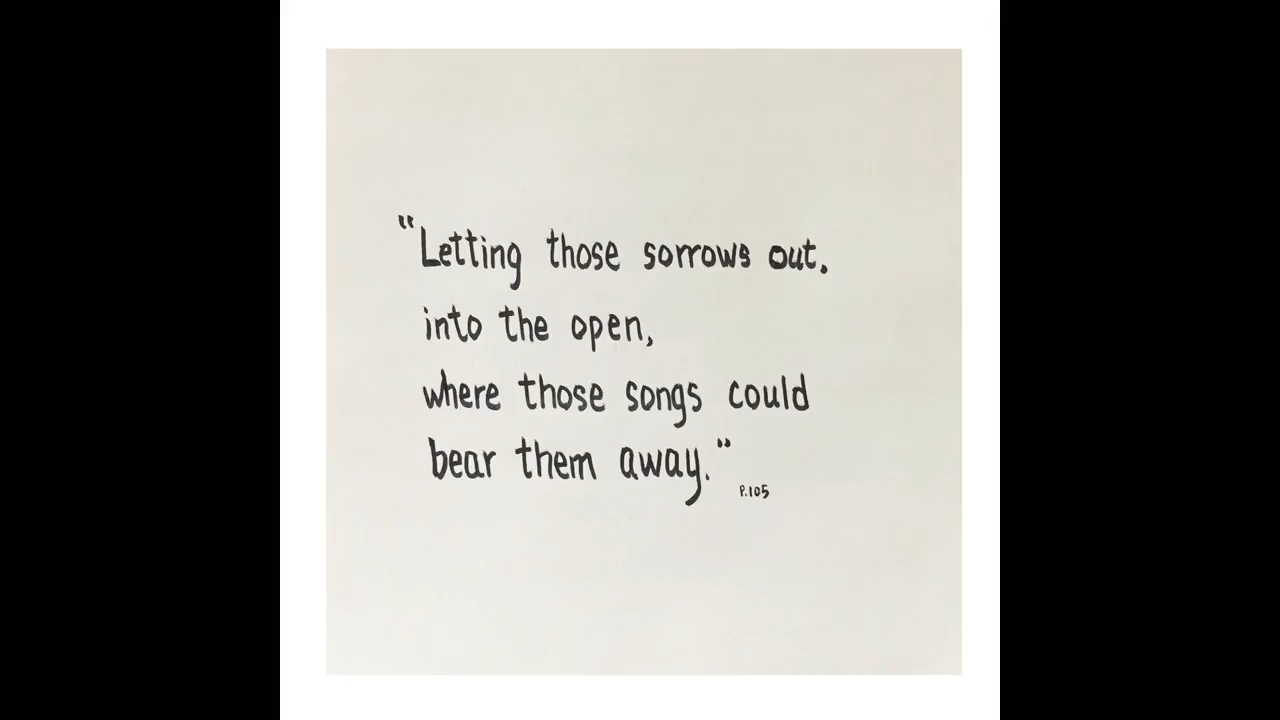 "Letting those sorrows out,
into the open,
where those songs could
bear them away."
P.105